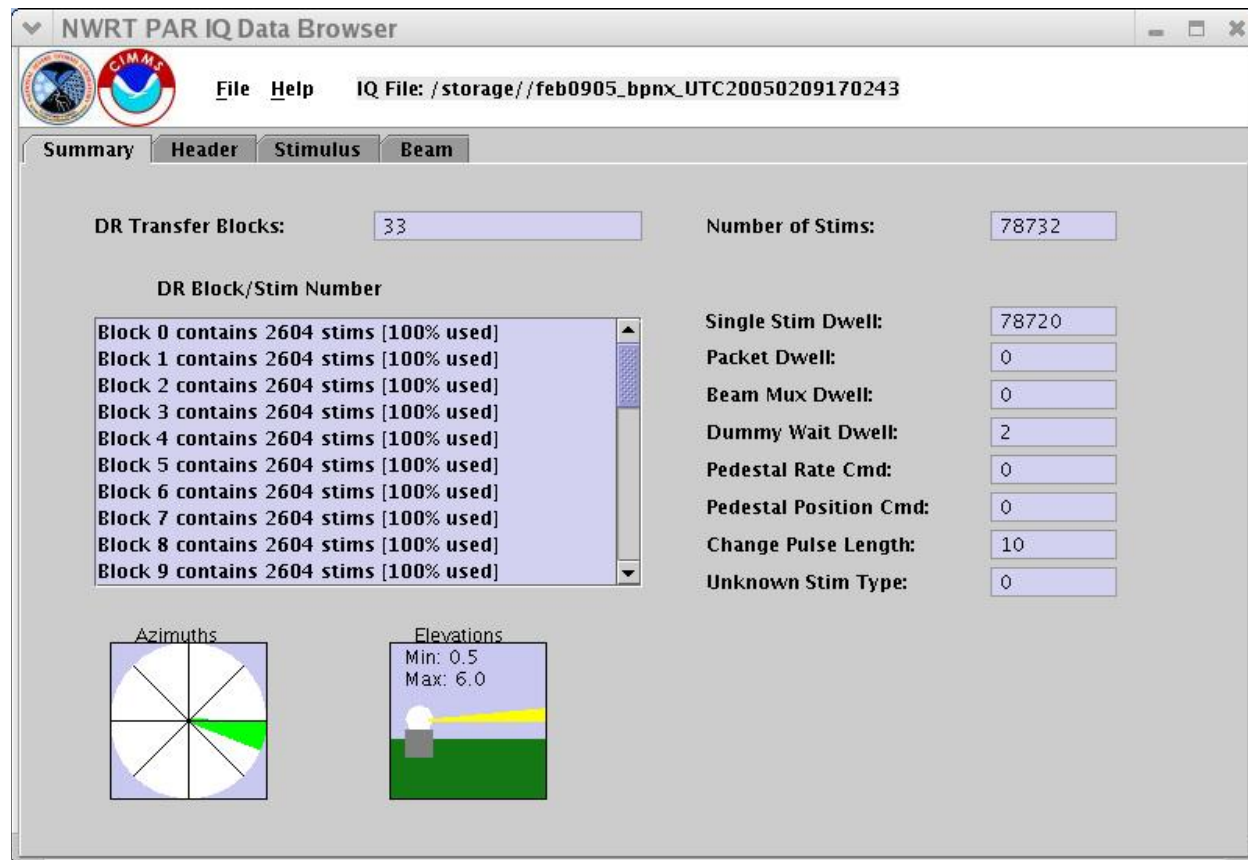 NWRT PAR IQ Data Browser
CIMMS
File Help IQ File: /storage//feb0905_bpnx_UTC20050209170243
Summary Header Stimulus Beam
DR Transfer Blocks: 33 Number of Stims: 78732
DR Block/Stim Number
Block 0 contains 2604 stims [100% used]
Block 1 contains 2604 stims [100% used]
Block 2 contains 2604 stims [100% used]
Block 3 contains 2604 stims [100% used]
Block 4 contains 2604 stims [100% used]
Block 5 contains 2604 stims [100% used]
Block 6 contains 2604 stims [100% used]
Block 7 contains 2604 stims [100% used]
Block 8 contains 2604 stims [100% used]
Block 9 contains 2604 stims [100% used]
Single Stim Dwell: 78720
Packet Dwell: 0
Beam Mux Dwell: 0
Dummy Wait Dwell: 2
Pedestal Rate Cmd: 0
Pedestal Position Cmd: 0
Change Pulse Length: 10
Unknown Stim Type: 0
Azimuths
Elevations
Min: 0.5
Max: 6.0